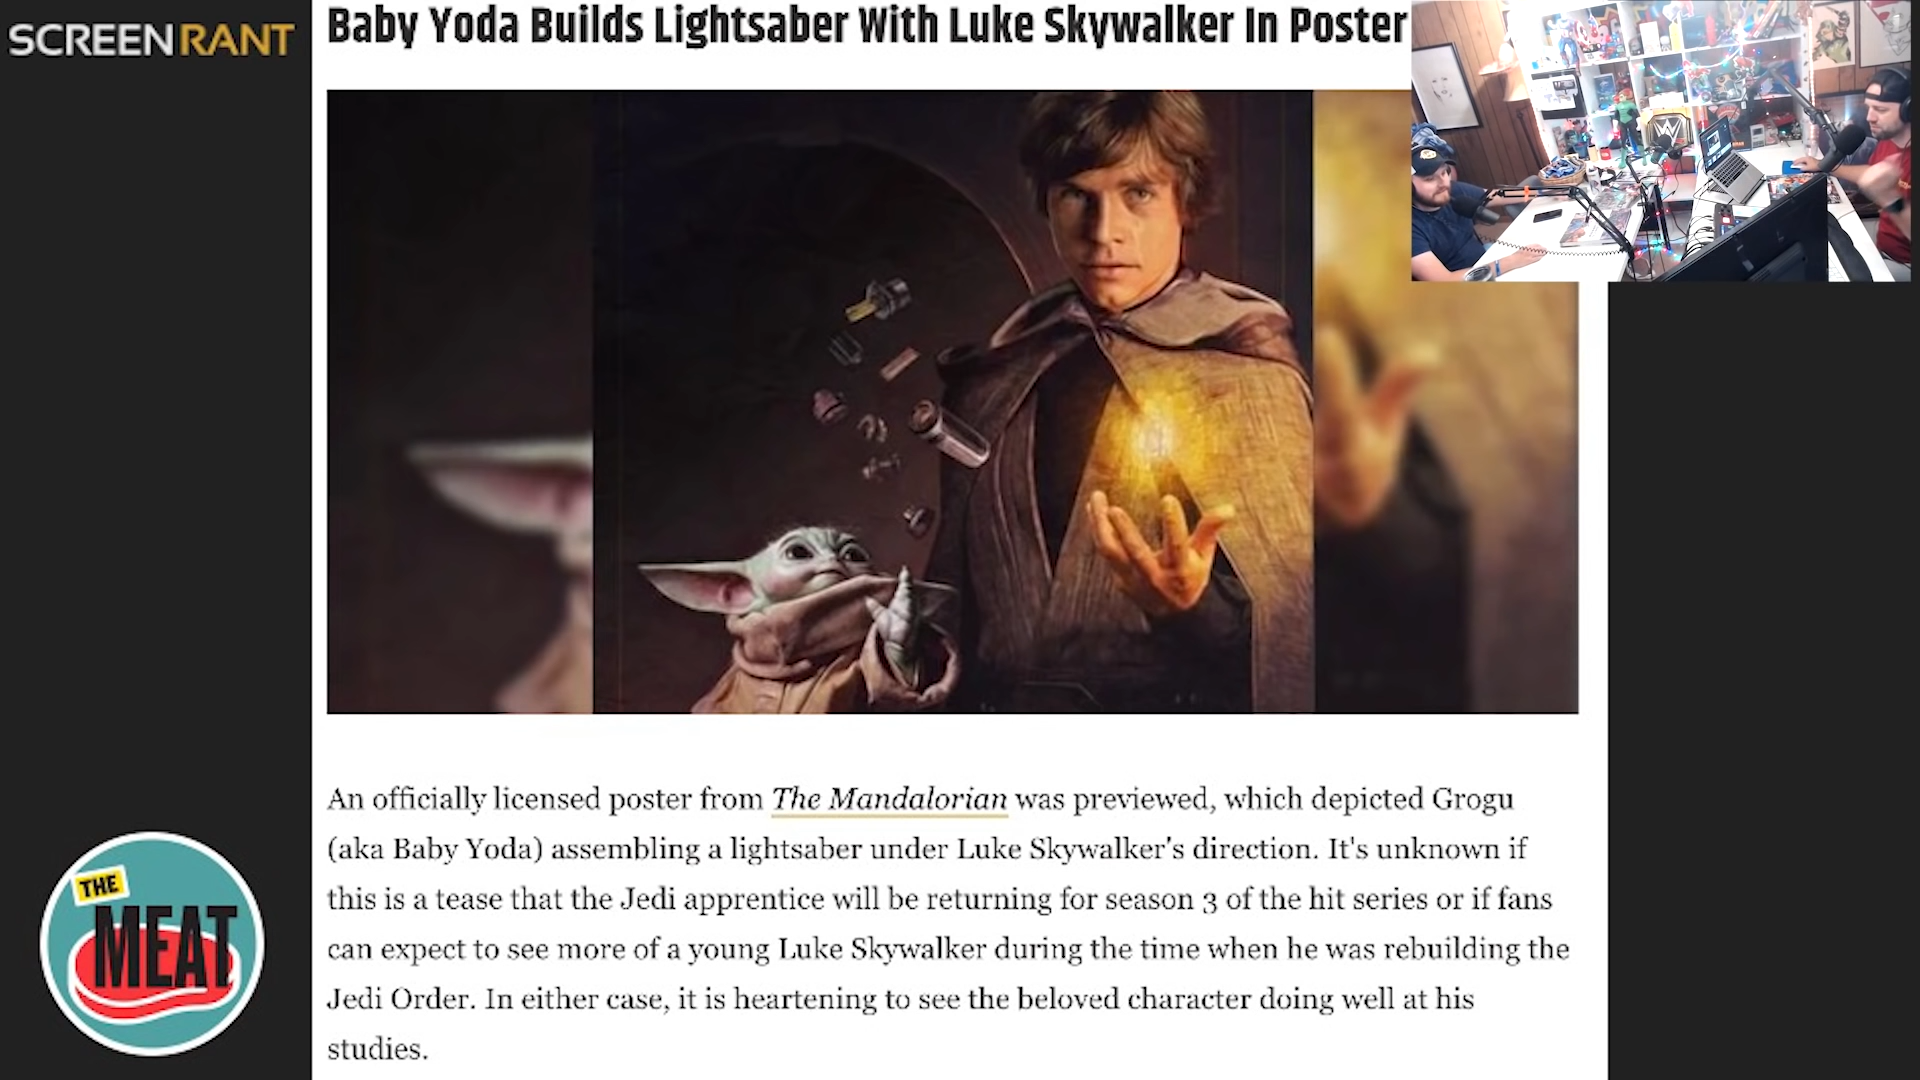 SCREENRANT
Baby Yoda Builds Lightsaber With Luke Skywalker In Poster
An officially licensed poster from The Mandalorian was previewed, which depicted Grogu
(aka Baby Yoda) assembling a lightsaber under Luke Skywalker's direction. It's unknown if
this is a tease that the Jedi apprentice will be returning for season 3 of the hit series or if fans
can expect to see more of a young Luke Skywalker during the time when he was rebuilding the
Jedi Order. In either case, it is heartening to see the beloved character doing well at his
studies.
THE
MEAT